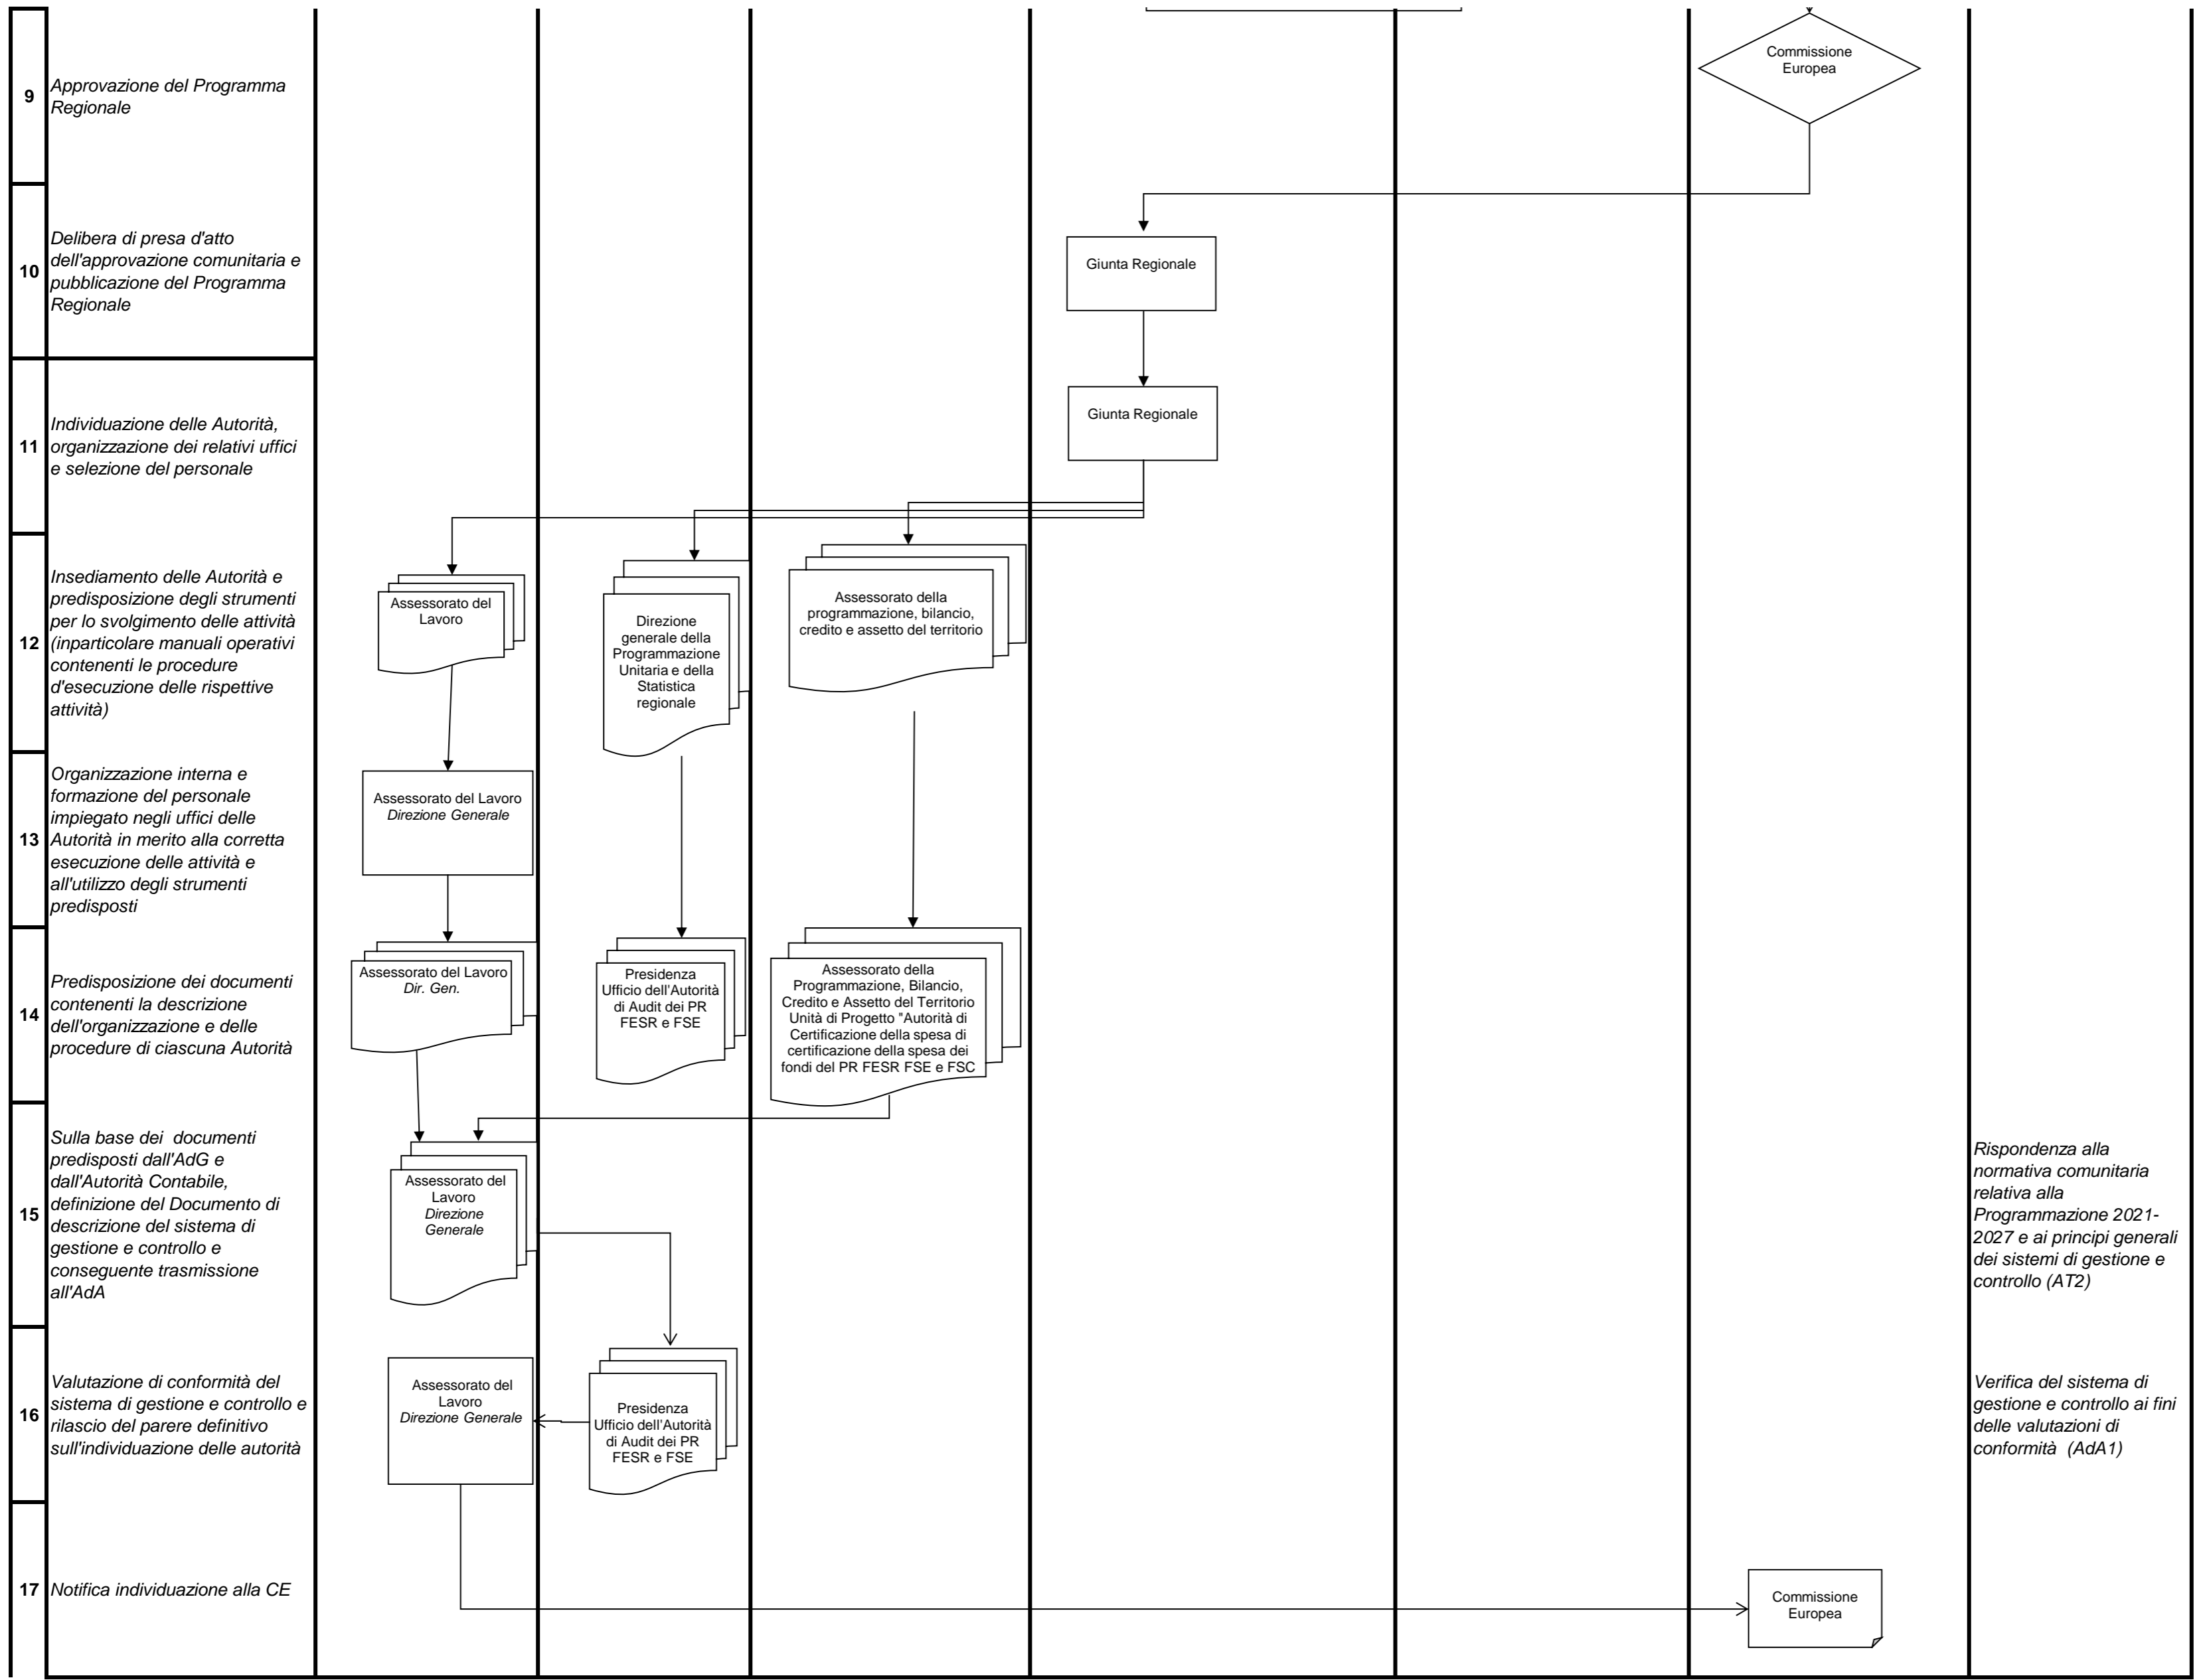 9
Approvazione del Programma
Regionale
Commissione
Europea
10
Delibera di presa d'atto
dell'approvazione comunitaria e
pubblicazione del Programma
Regionale
Giunta Regionale
11
Individuazione delle Autorità,
organizzazione dei relativi uffici
e selezione del personale
Giunta Regionale
12
Insediamento delle Autorità e
predisposizione degli strumenti
per lo svolgimento delle attività
(inparticolare manuali operativi
contenenti le procedure
d'esecuzione delle rispettive
attività)
Assessorato del
Lavoro
Direzione
generale della
Programmazione
Unitaria e della
Statistica
regionale
Assessorato della
programmazione, bilancio,
credito e assetto del territorio
13
Organizzazione interna e
formazione del personale
impiegato negli uffici delle
Autorità in merito alla corretta
esecuzione delle attività e
all'utilizzo degli strumenti
predisposti
Assessorato del Lavoro
Direzione Generale
14
Predisposizione dei documenti
contenenti la descrizione
dell'organizzazione e delle
procedure di ciascuna Autorità
Assessorato del Lavoro
Dir. Gen.
Presidenza
Ufficio dell'Autorità
di Audit dei PR
FESR e FSE
Assessorato della
Programmazione, Bilancio,
Credito e Assetto del Territorio
Unità di Progetto "Autorità di
Certificazione della spesa di
certificazione della spesa dei
fondi del PR FESR FSE e FSC
15
Sulla base dei  documenti
predisposti dall'AdG e
dall'Autorità Contabile,
definizione del Documento di
descrizione del sistema di
gestione e controllo e
conseguente trasmissione
all'AdA
Assessorato del
Lavoro
Direzione
Generale
Rispondenza alla
normativa comunitaria
relativa alla
Programmazione 2021-
2027 e ai principi generali
dei sistemi di gestione e
controllo (AT2)
16
Valutazione di conformità del
sistema di gestione e controllo e
rilascio del parere definitivo
sull'individuazione delle autorità
Assessorato del
Lavoro
Direzione Generale
Presidenza
Ufficio dell'Autorità
di Audit dei PR
FESR e FSE
Verifica del sistema di
gestione e controllo ai fini
delle valutazioni di
conformità  (AdA1)
17
Notifica individuazione alla CE
Commissione
Europea